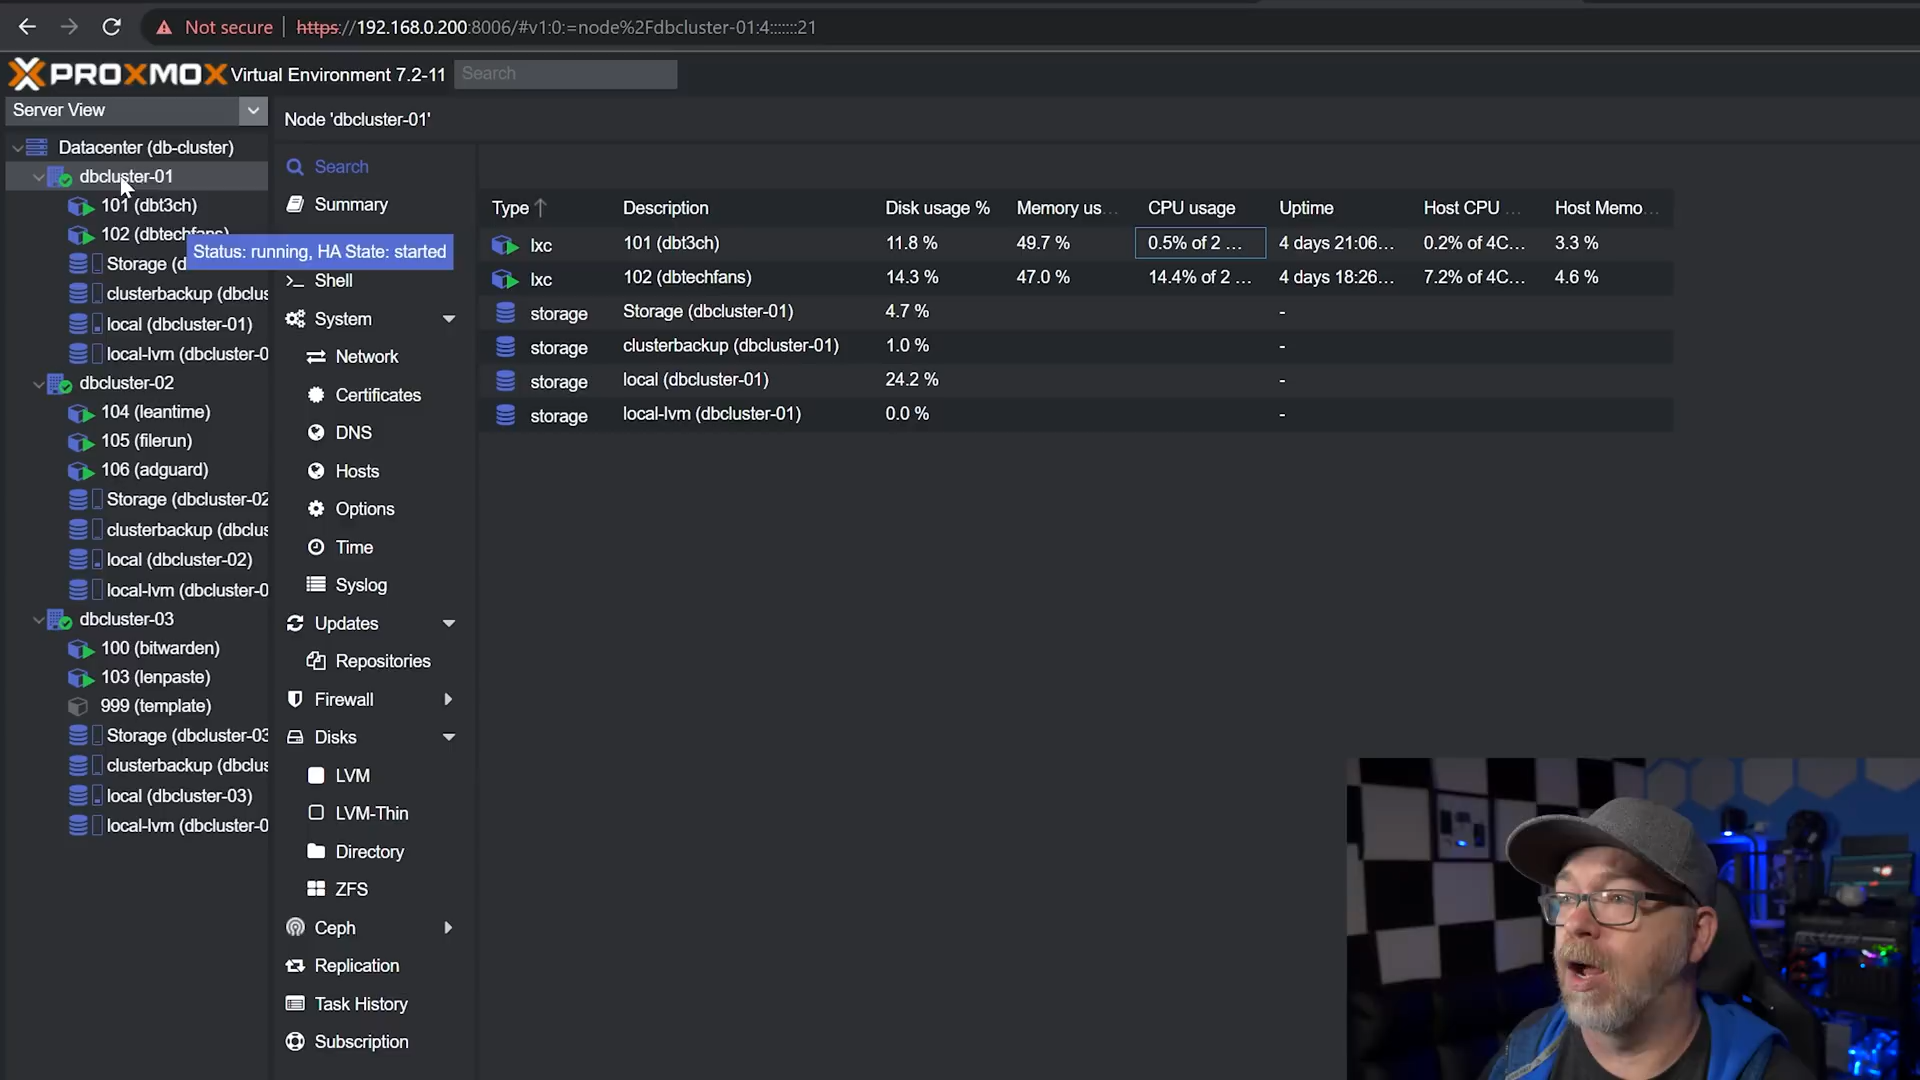 Not secure | https://192.168.0.200:8006/#v1:0:=node%2Fdbcluster-01:4:::::::21
PROXMOX Virtual Environment 7.2-11 Search
Server View
Node 'dbcluster-01'
Datacenter (db-cluster)
dbcluster-01
101 (dbt3ch)
102 (dbtechfans)
Storage (d
clusterbackup (dbclus
local (dbcluster-01)
local-lvm (dbcluster-0
dbcluster-02
104 (leantime)
105 (filerun)
106 (adguard)
Storage (dbcluster-02
clusterbackup (dbclus
local (dbcluster-02)
local-lvm (dbcluster-0
dbcluster-03
100 (bitwarden)
103 (lenpaste)
999 (template)
Storage (dbcluster-03
clusterbackup (dbclus
local (dbcluster-03)
local-lvm (dbcluster-0
Status: running, HA State: started
Search
Summary
Shell
System
Network
Certificates
DNS
Hosts
Options
Time
Syslog
Updates
Repositories
Firewall
Disks
LVM
LVM-Thin
Directory
ZFS
Ceph
Replication
Task History
Subscription
Type Description Disk usage % Memory us... CPU usage Uptime Host CPU ... Host Memo...
lxc 101 (dbt3ch) 11.8 % 49.7 % 0.5% of 2 ... 4 days 21:06... 0.2% of 4C... 3.3 %
lxc 102 (dbtechfans) 14.3 % 47.0 % 14.4% of 2 ... 4 days 18:26... 7.2% of 4C... 4.6 %
storage Storage (dbcluster-01) 4.7 % -
storage clusterbackup (dbcluster-01) 1.0 % -
storage local (dbcluster-01) 24.2 % -
storage local-lvm (dbcluster-01) 0.0 % -